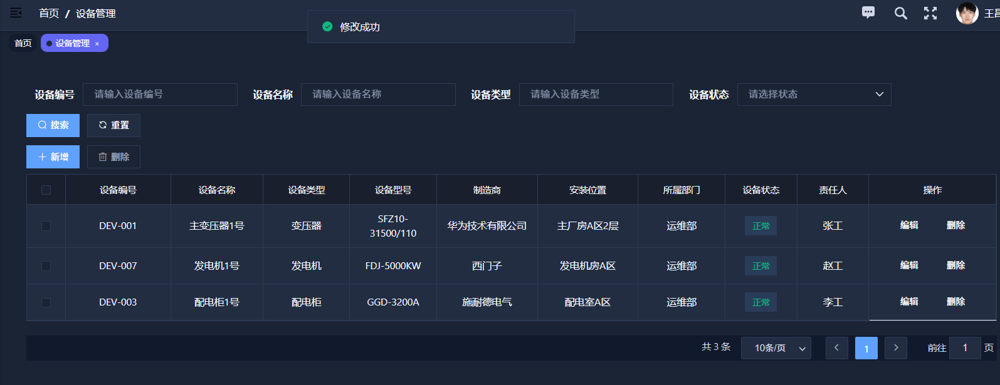 首页 / 设备管理
王昌
修改成功
首页
设备管理 ×
设备编号 请输入设备编号 设备名称 请输入设备名称 设备类型 请输入设备类型 设备状态 请选择状态
搜索 重置
新增 删除
设备编号 设备名称 设备类型 设备型号 制造商 安装位置 所属部门 设备状态 责任人 操作
DEV-001 主变压器1号 变压器 SFZ10-
31500/110 华为技术有限公司 主厂房A区2层 运维部 正常 张工 编辑 删除
DEV-007 发电机1号 发电机 FDJ-5000KW 西门子 发电机房A区 运维部 正常 赵工 编辑 删除
DEV-003 配电柜1号 配电柜 GGD-3200A 施耐德电气 配电室A区 运维部 正常 李工 编辑 删除
共 3 条 10条/页 1 前往 1 页